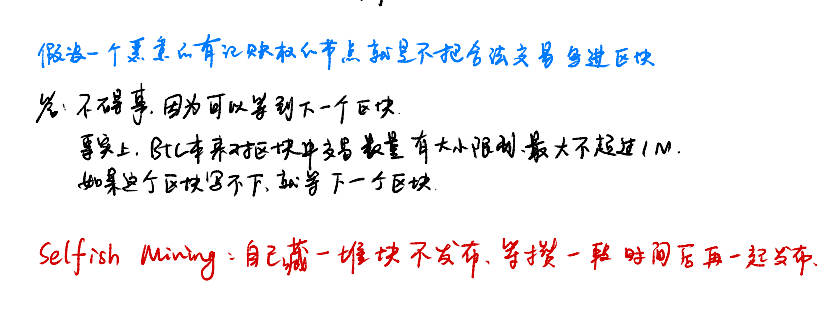 假设一个恶意的有记账权的节点就是不把合法交易写进区块
答: 不碍事,因为可以等到下一个区块.
事实上, BTC本来对区块中交易数量有大小限制,最大不超过1M.
如果这个区块写不下,就等下一个区块.
Selfish Mining: 自己藏一堆块不发布、等攒一段时间后再一起发布.